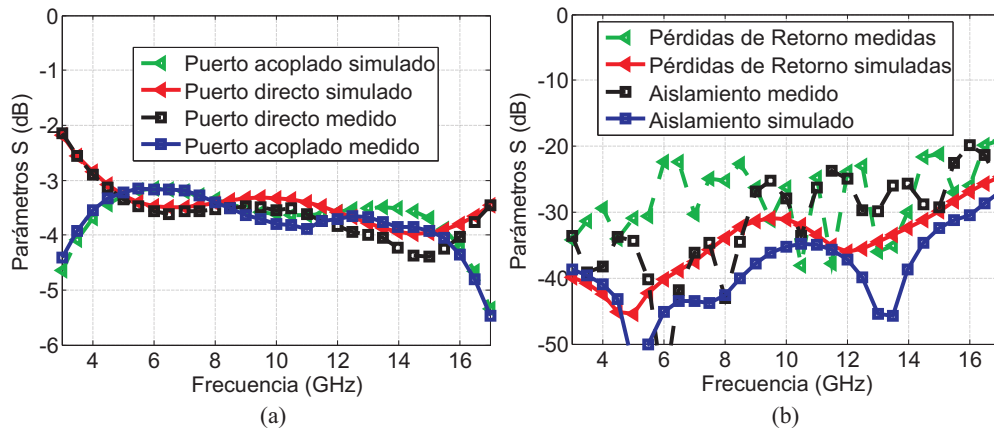 0
-1
-2
-3
-4
-5
-6
Parámetros S (dB)
Puerto acoplado simulado
Puerto directo simulado
Puerto directo medido
Puerto acoplado medido
4 6 8 10 12 14 16
Frecuencia (GHz)
(a)
0
-10
-20
-30
-40
-50
Parámetros S (dB)
Pérdidas de Retorno medidas
Pérdidas de Retorno simuladas
Aislamiento medido
Aislamiento simulado
4 6 8 10 12 14 16
Frecuencia (GHz)
(b)